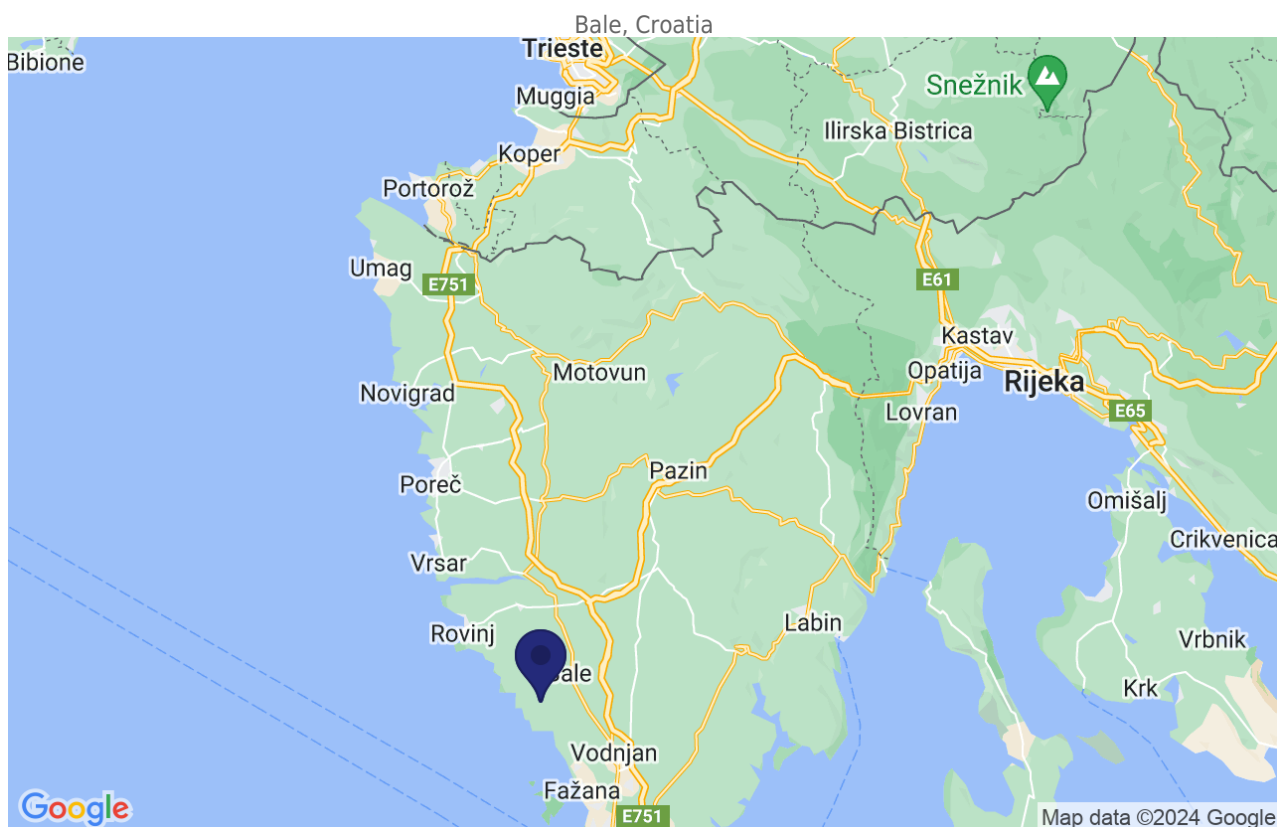 Bale, Croatia
Bibione
Trieste
Snežnik
Muggia
Ilirska Bistrica
Koper
Portorož
Umag
E751
E61
Kastav
Motovun
Opatija
Novigrad
Rijeka
Lovran
E65
Pazin
Poreč
Omišalj
Crikvenica
Vrsar
Labin
Rovinj
Vrbnik
ale
Krk
Vodnjan
Fažana
Google
E751
Map data ©2024 Google